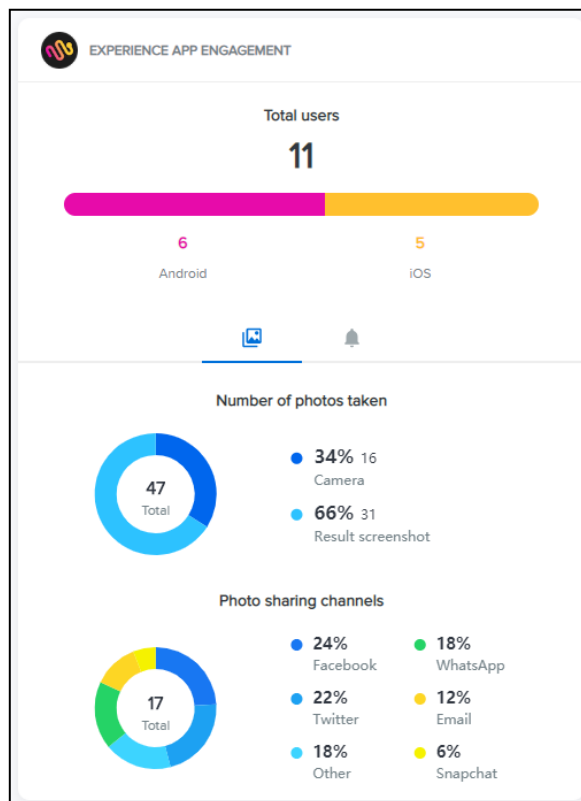 EXPERIENCE APP ENGAGEMENT
Total users
11
6
5
Android
iOS
Number of photos taken
47
Total
34% 16
Camera
66% 31
Result screenshot
Photo sharing channels
17
Total
24%
Facebook
18%
WhatsApp
22%
Twitter
12%
Email
18%
Other
6%
Snapchat